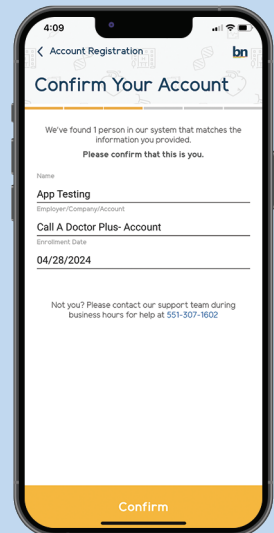 4:09
Account Registration
bn
Confirm Your Account
We've found 1 person in our system that matches the
information you provided.
Please confirm that this is you.
Name
App Testing
Employer/Company/Account
Call A Doctor Plus- Account
Enrollment Date
04/28/2024
Not you? Please contact our support team during
business hours for help at 551-307-1602
Confirm